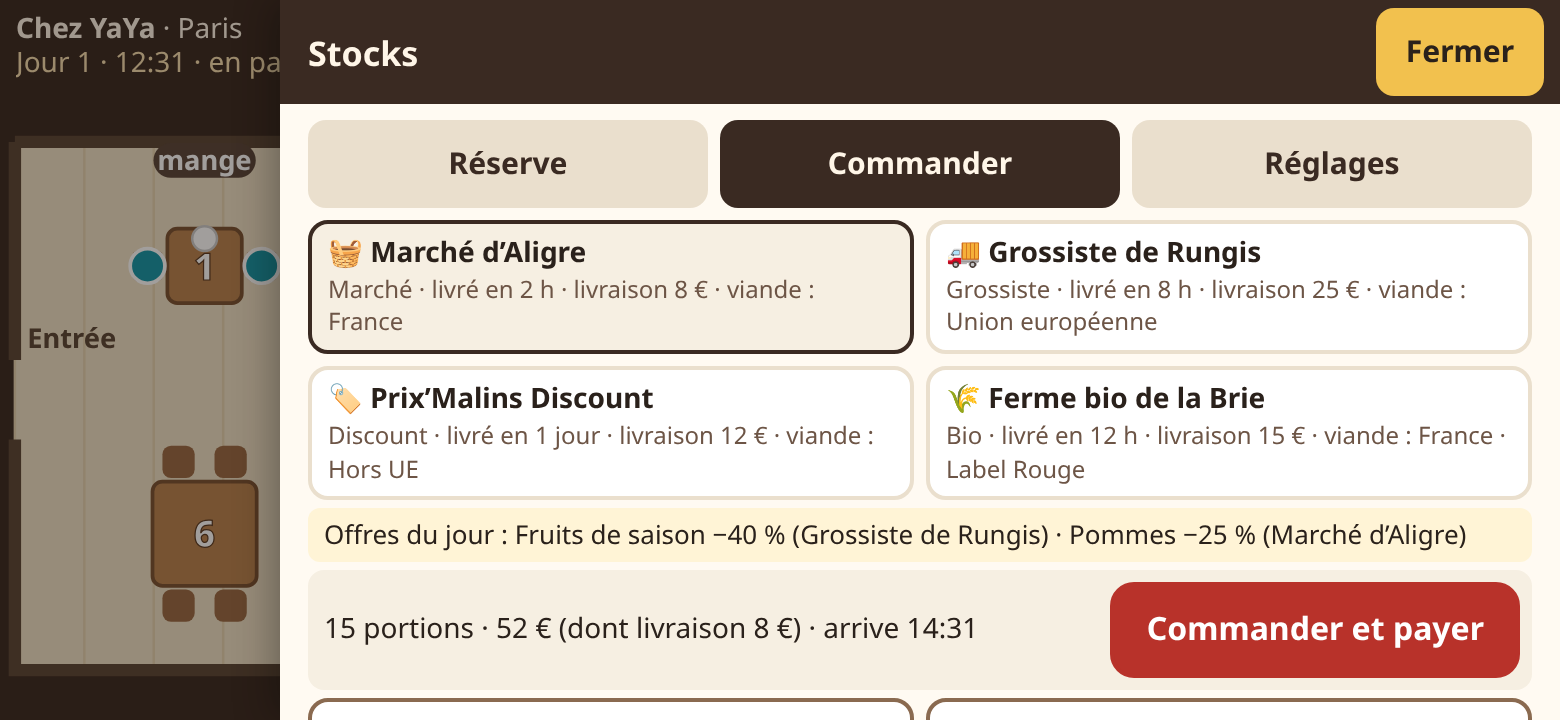 Chez YaYa · Paris
Jour 1 · 12:31 · en pa
mange
1
Entrée
6
Stocks
Fermer
Réserve
Commander
Réglages
🧺 Marché d’Aligre
Marché · livré en 2 h · livraison 8 € · viande :
France
🚚 Grossiste de Rungis
Grossiste · livré en 8 h · livraison 25 € · viande :
Union européenne
🏷️ Prix’Malins Discount
Discount · livré en 1 jour · livraison 12 € · viande :
Hors UE
🌾 Ferme bio de la Brie
Bio · livré en 12 h · livraison 15 € · viande : France ·
Label Rouge
Offres du jour : Fruits de saison −40 % (Grossiste de Rungis) · Pommes −25 % (Marché d’Aligre)
15 portions · 52 € (dont livraison 8 €) · arrive 14:31
Commander et payer